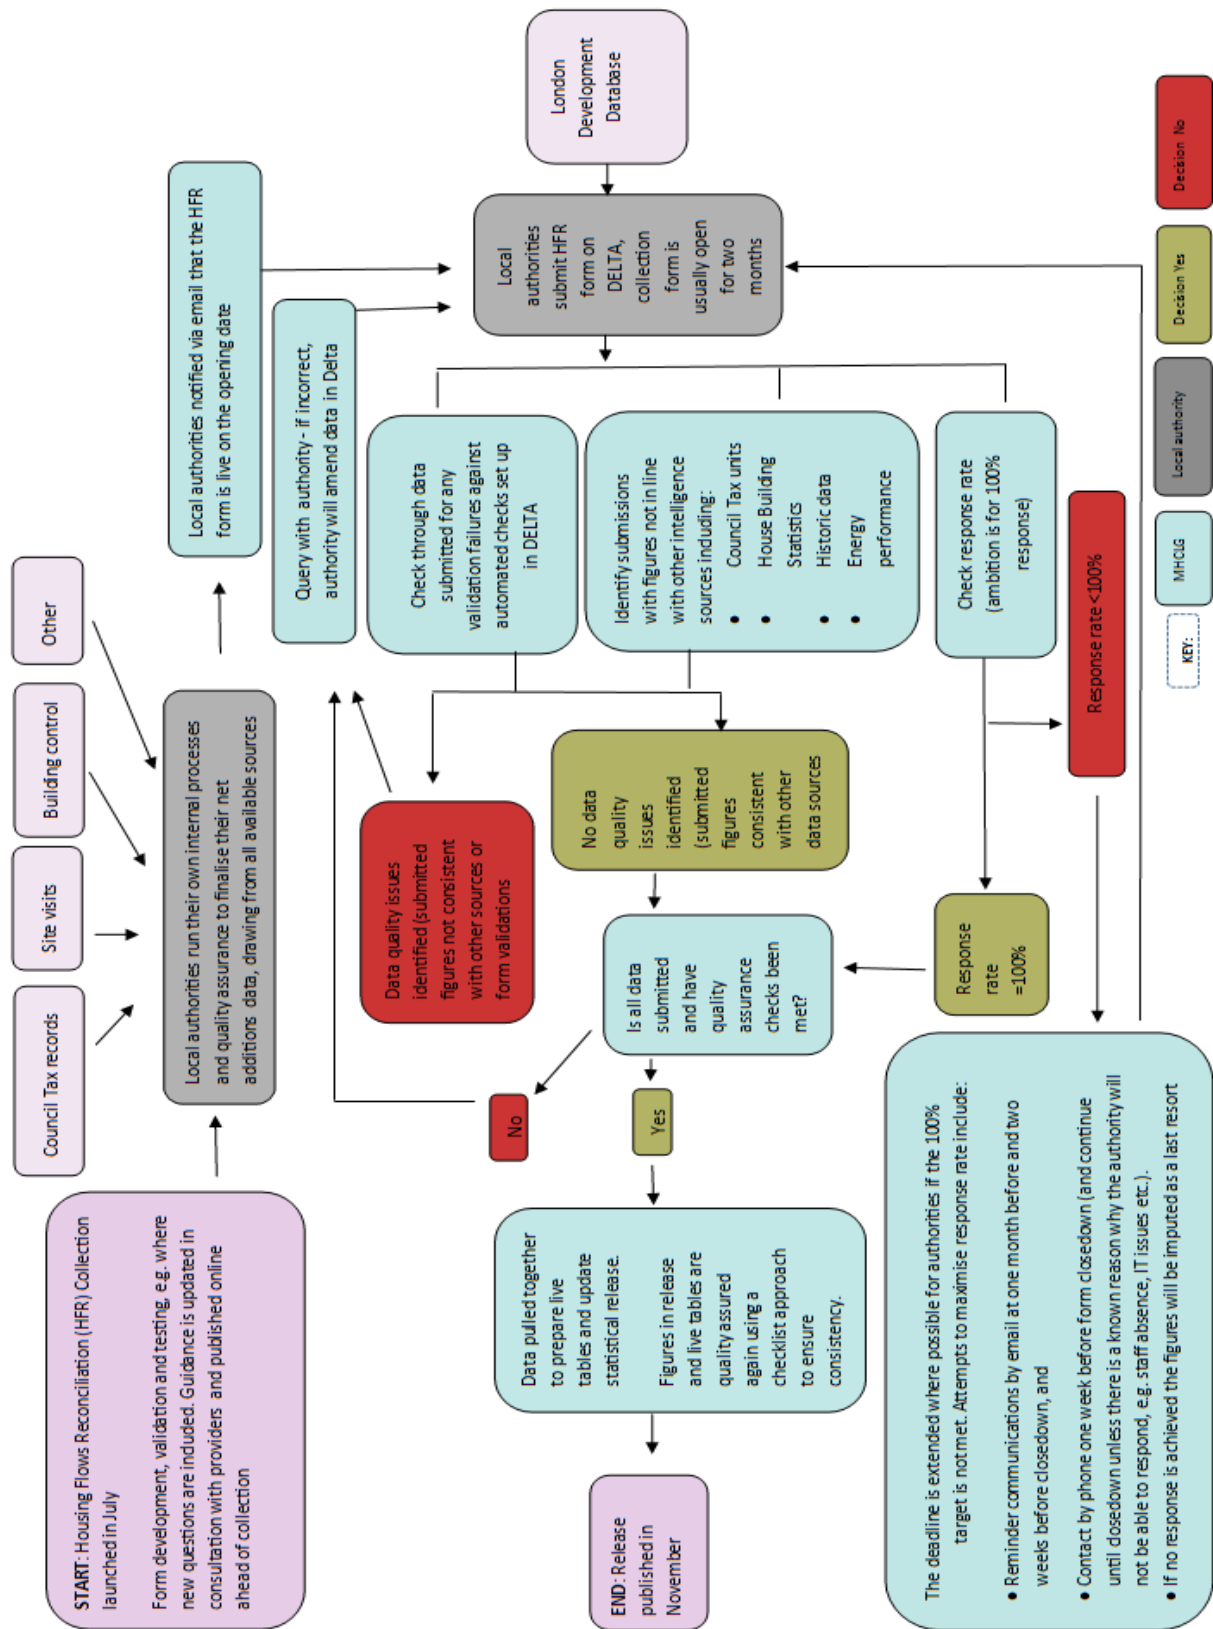 START: Housing Flows Reconciliation (HFR) Collection
launched in July
Form development, validation and testing, e.g. where
new questions are included. Guidance is updated in
consultation with providers and published online
ahead of collection
Council Tax records
Site visits
Building control
Other
Local authorities run their own internal processes
and quality assurance to finalise their net
additions data, drawing from all available sources
Local authorities notified via email that the HFR
form is live on the opening date
Query with authority - if incorrect,
authority will amend data in Delta
London
Development
Database
Local
authorities
submit HFR
form on
DELTA,
collection
form is
usually open
for two
months
Check through data
submitted for any
validation failures against
automated checks set up
in DELTA
Identify submissions
with figures not in line
with other intelligence
sources including:
• Council Tax units
• House Building
Statistics
• Historic data
• Energy
performance
Check response rate
(ambition is for 100%
response)
Data quality issues
identified (submitted
figures not consistent
with other sources or
form validations
No data
quality
issues
identified
(submitted
figures
consistent
with other
data sources
Response rate <100%
Response
rate
=100%
Is all data
submitted
and have
quality
assurance
checks been
met?
No
Yes
Data pulled together
to prepare live
tables and update
statistical release.
Figures in release
and live tables are
quality assured
again using a
checklist approach
to ensure
consistency.
END: Release
published in
November
The deadline is extended where possible for authorities if the 100%
target is not met. Attempts to maximise response rate include:
• Reminder communications by email at one month before and two
weeks before closedown, and
• Contact by phone one week before form closedown (and continue
until closedown unless there is a known reason why the authority will
not be able to respond, e.g. staff absence, IT issues etc.).
• If no response is achieved the figures will be imputed as a last resort
KEY:
MHCLG
Local authority
Decision Yes
Decision No